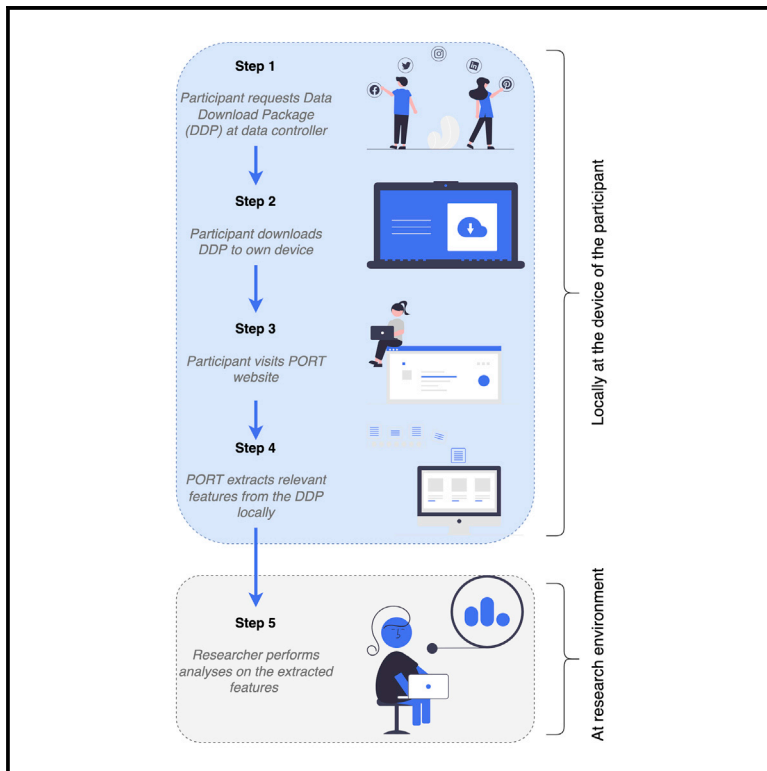 Step 1
Participant requests Data
Download Package
(DDP) at data controller
Step 2
Participant downloads
DDP to own device
Step 3
Participant visits PORT
website
Step 4
PORT extracts relevant
features from the DDP
locally
Locally at the device of the participant
Step 5
Researcher performs
analyses on the extracted
features
At research environment